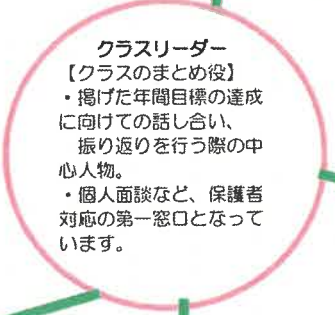 クラスリーダー
【クラスのまとめ役】
・掲げた年間目標の達成
に向けての話し合い、
　振り返りを行う際の中
心人物。
・個人面談など、保護者
対応の第一窓口となって
います。